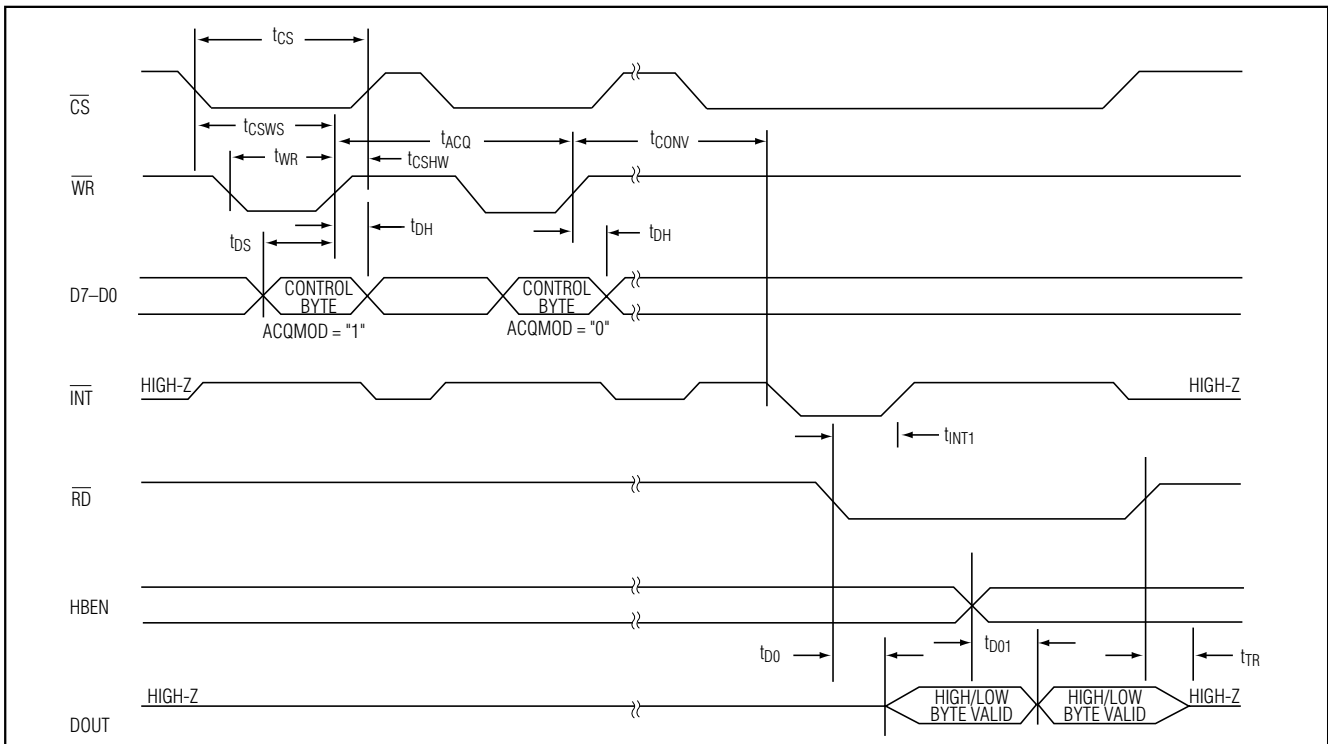 tCS
CS
tCSWS
tACQ
tCONV
tWR
tCSHW
WR
tDH
tDH
tDS
D7–D0
CONTROL
BYTE
CONTROL
BYTE
ACQMOD = "1"
ACQMOD = "0"
HIGH-Z
HIGH-Z
INT
tINT1
RD
HBEN
tD0
tD01
tTR
HIGH-Z
HIGH/LOW
BYTE VALID
HIGH/LOW
BYTE VALID
HIGH-Z
DOUT